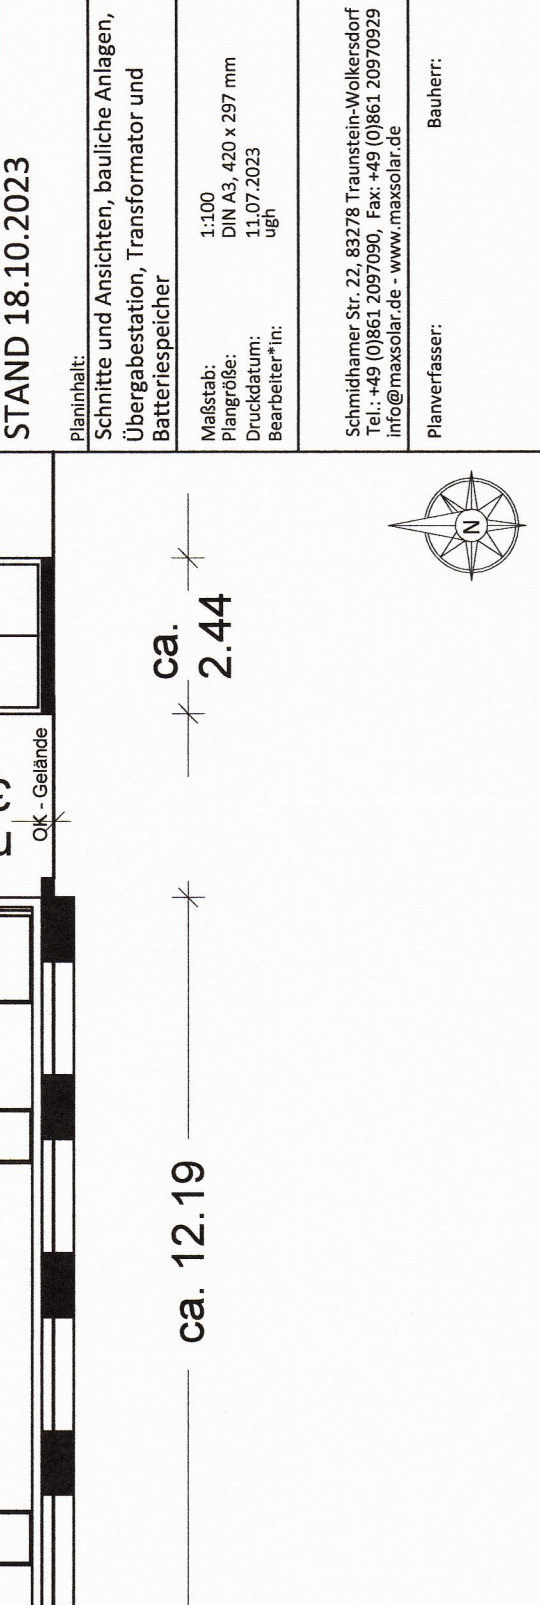 STAND 18.10.2023
Planinhalt:
Schnitte und Ansichten, bauliche Anlagen,
Übergabestation, Transformator und
Batteriespeicher
Maßstab: 1:100
Plangröße: DIN A3, 420 x 297 mm
Druckdatum: 11.07.2023
Bearbeiter*in: ugh
Schmidhamer Str. 22, 83278 Traunstein-Wolkersdorf
Tel.: +49 (0)861 2097090, Fax: +49 (0)861 20970929
info@maxsolar.de - www.maxsolar.de
Planverfasser: Bauherr:
N
ca.
2.44
OK - Gelände
ca. 12.19